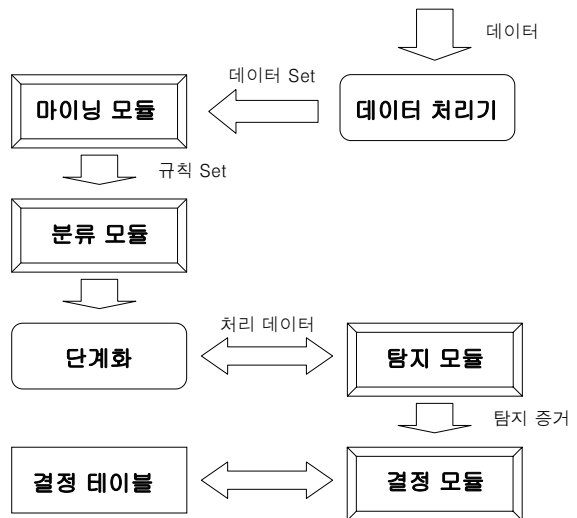 데이터
데이터 Set
마이닝 모듈
데이터 처리기
규칙 Set
분류 모듈
처리 데이터
단계화
탐지 모듈
탐지 증거
결정 테이블
결정 모듈